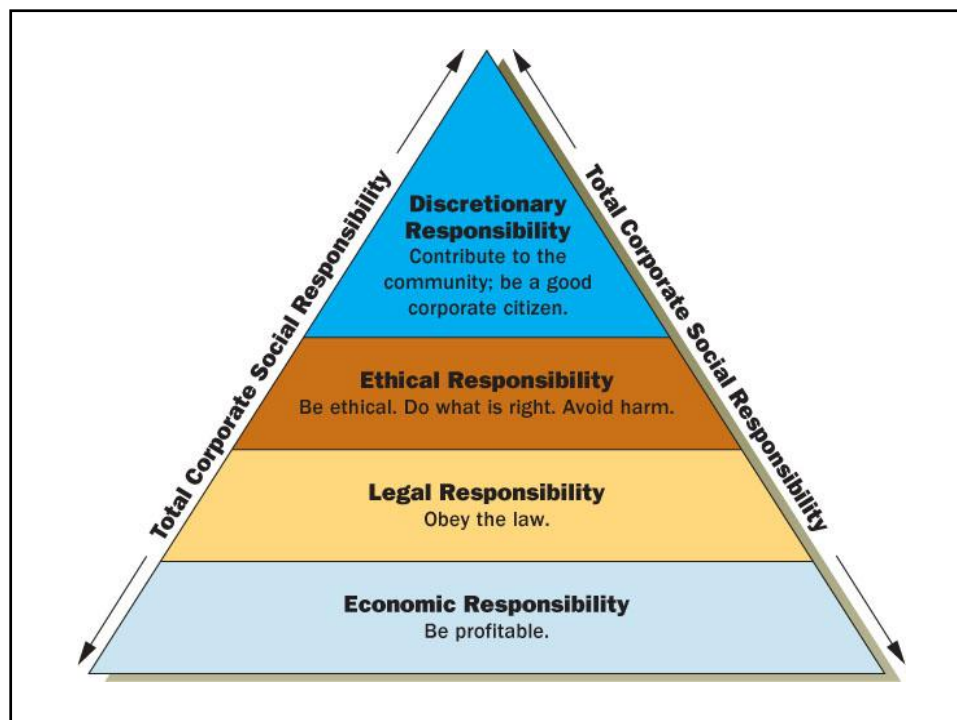 Total Corporate Social Responsibility
Total Corporate Social Responsibility
Discretionary
Responsibility
Contribute to the
community; be a good
corporate citizen.
Ethical Responsibility
Be ethical. Do what is right. Avoid harm.
Legal Responsibility
Obey the law.
Economic Responsibility
Be profitable.